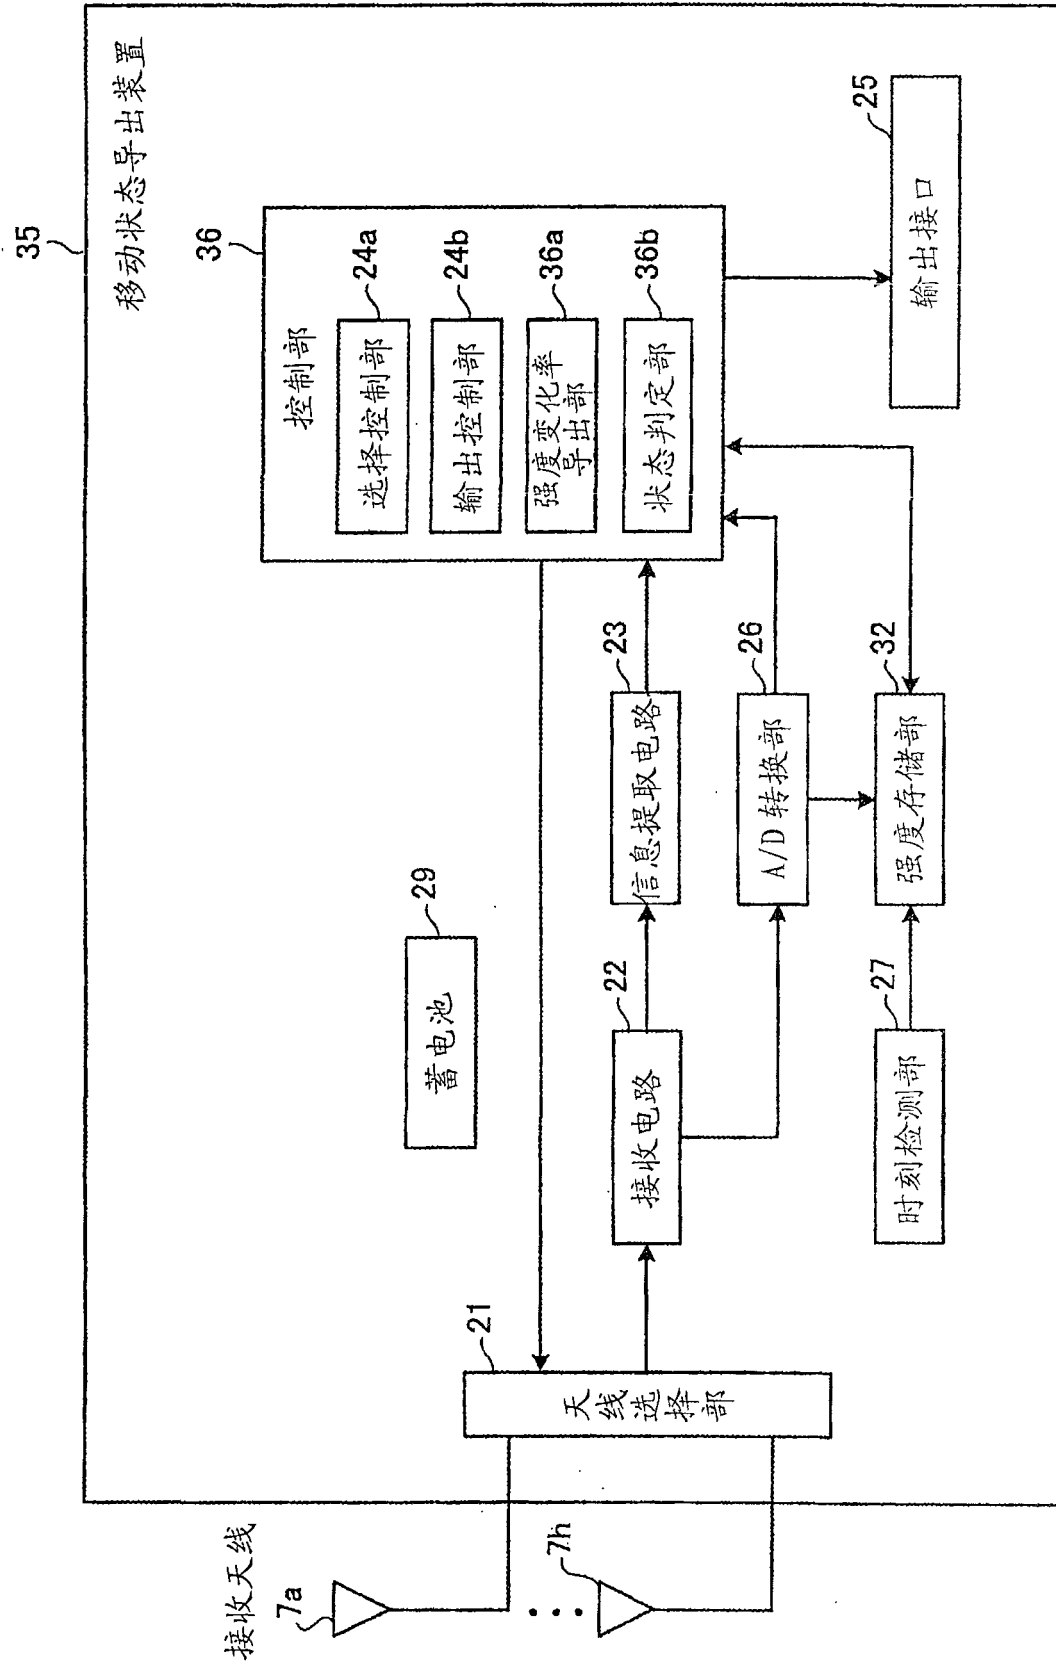 35
移动状态导出装置
接收天线
7a
7h
21
天线选择部
蓄电池
29
接收电路
22
信息提取电路
23
A/D 转换部
26
时刻检测部
27
强度存储部
32
36
控制部
选择控制部
24a
输出控制部
24b
强度变化率
导出部
36a
状态判定部
36b
输出接口
25